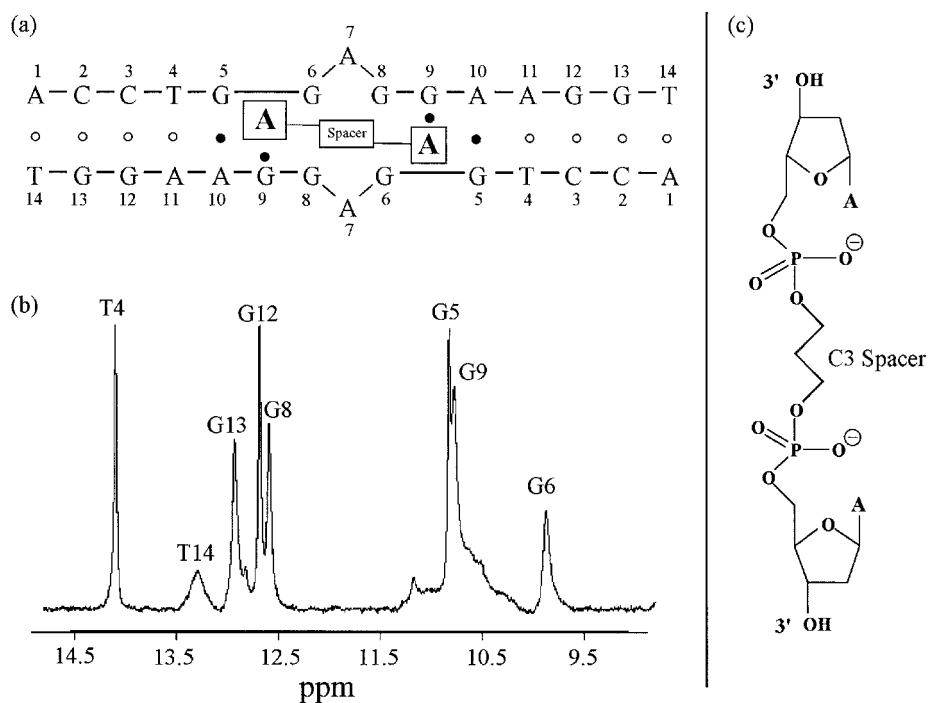 (a)
7
1 2 3 4 5 6 A 8 9 10 11 12 13 14
A C C T G G G G A A G G T
A Spacer A
T G G A A G G G G T C C A
14 13 12 11 10 9 8 A 6 5 4 3 2 1
7
(b)
T4
G12
G5
G13
G8
G9
T14
G6
14.5 13.5 12.5 11.5 10.5 9.5
ppm
(c)
3' OH
O
A
O
P O ⊖
O
O
C3 Spacer
O
O
P O ⊖
O
A
O
3' OH